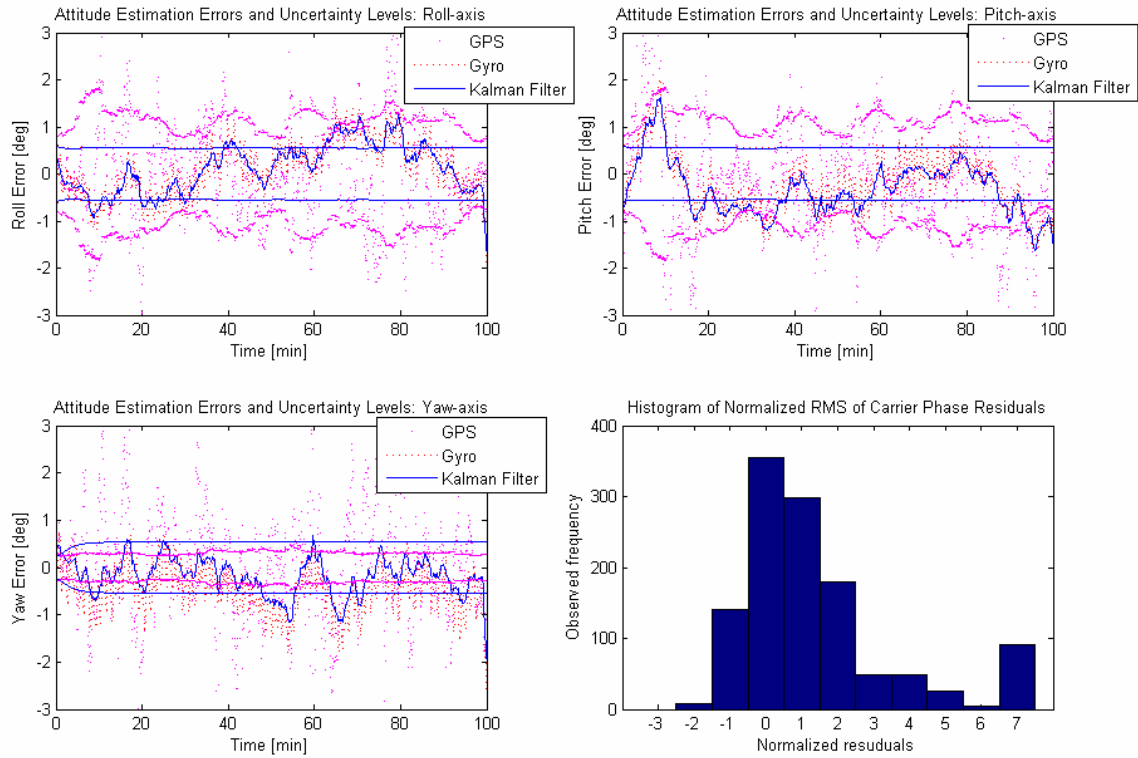 Attitude Estimation Errors and Uncertainty Levels: Roll-axis
GPS
Gyro
Kalman Filter
3
2
1
0
-1
-2
-3
Roll Error [deg]
0 20 40 60 80 100
Time [min]
Attitude Estimation Errors and Uncertainty Levels: Pitch-axis
GPS
Gyro
Kalman Filter
3
2
1
0
-1
-2
-3
Pitch Error [deg]
0 20 40 60 80 100
Time [min]
Attitude Estimation Errors and Uncertainty Levels: Yaw-axis
GPS
Gyro
Kalman Filter
3
2
1
0
-1
-2
-3
Yaw Error [deg]
0 20 40 60 80 100
Time [min]
Histogram of Normalized RMS of Carrier Phase Residuals
400
300
200
100
0
Observed frequency
-3 -2 -1 0 1 2 3 4 5 6 7
Normalized resuduals